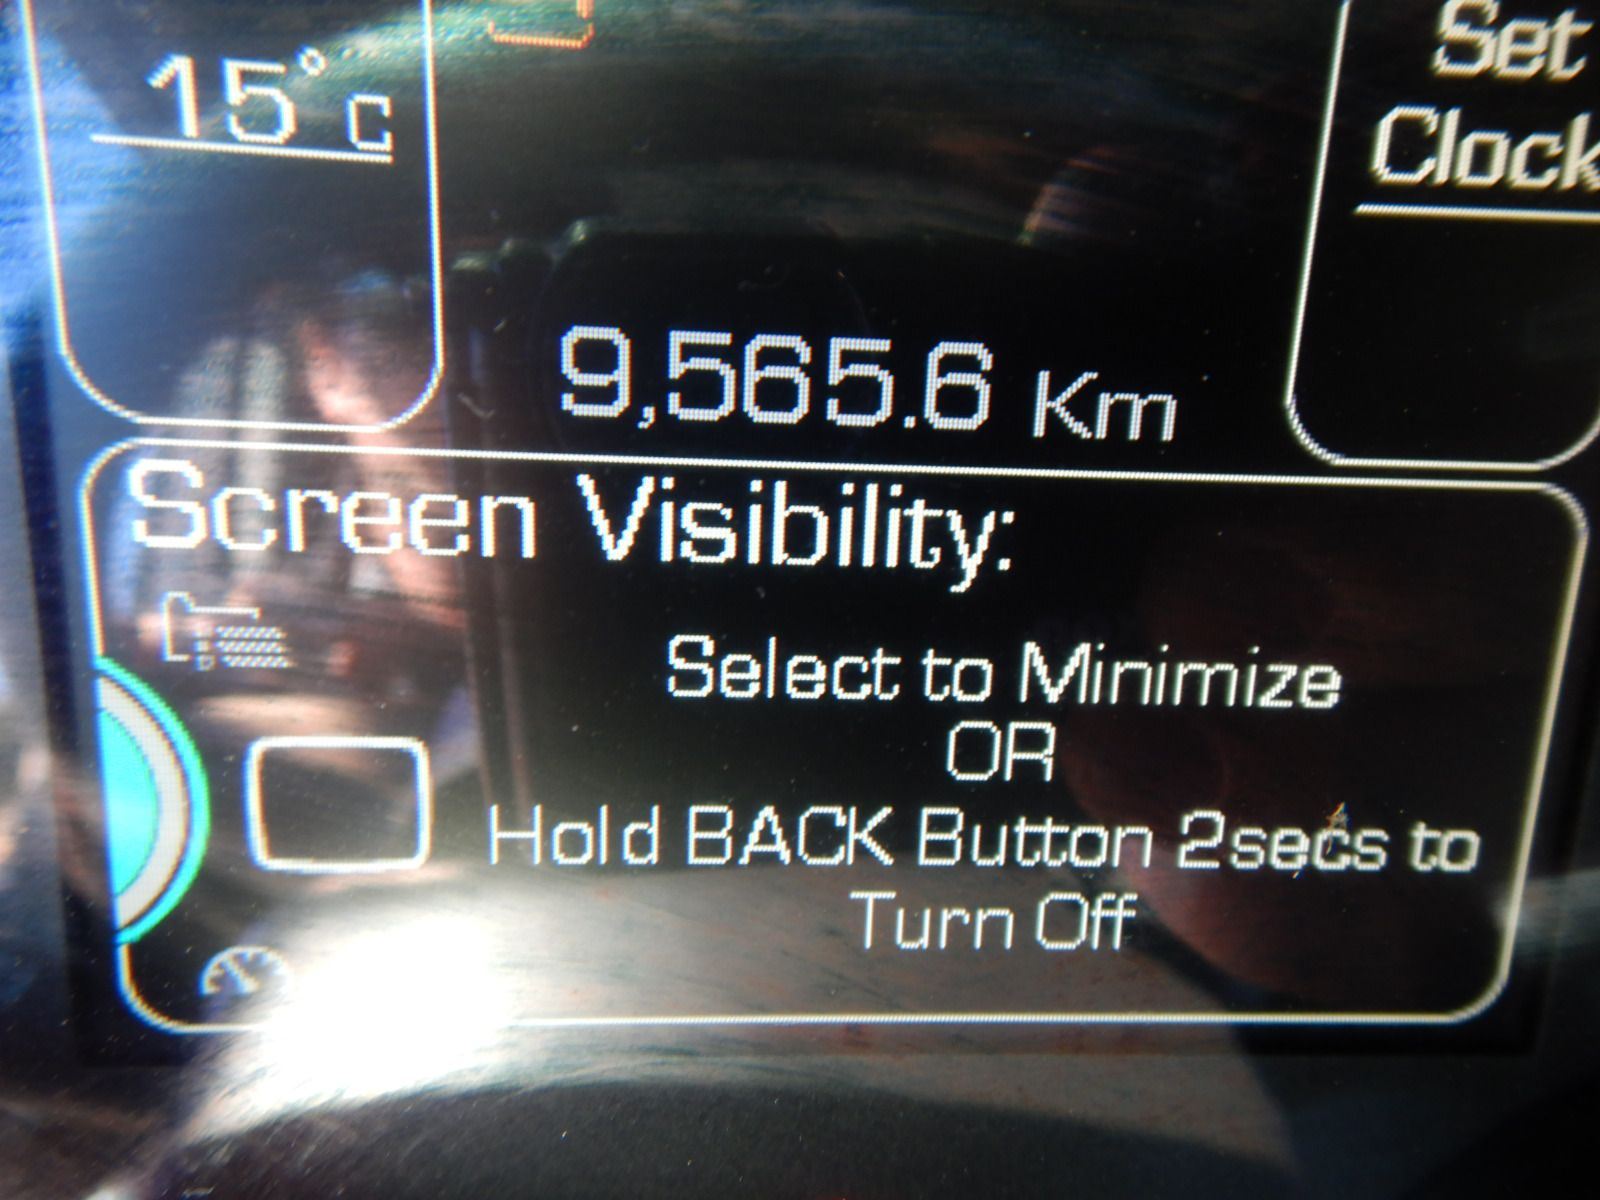 15° C
Set
Clock
9,565.6 Km
Screen Visibility:
Select to Minimize
OR
Hold BACK Button 2secs to
Turn Off